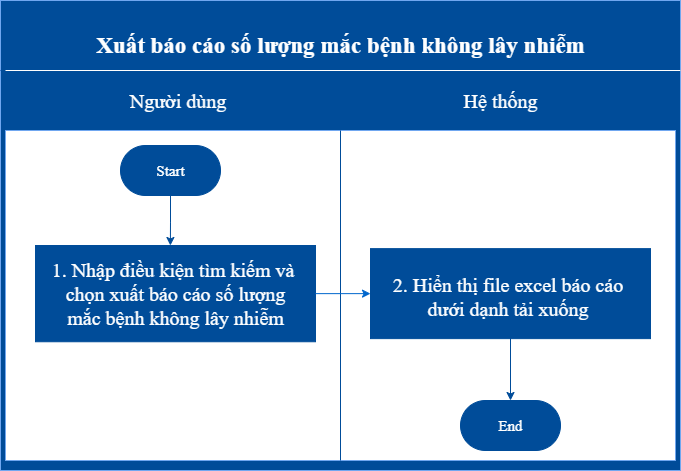 Xuất báo cáo số lượng mắc bệnh không lây nhiễm
Người dùng
Hệ thống
Start
1. Nhập điều kiện tìm kiếm và
chọn xuất báo cáo số lượng
mắc bệnh không lây nhiễm
2. Hiển thị file excel báo cáo
dưới dạnh tải xuống
End